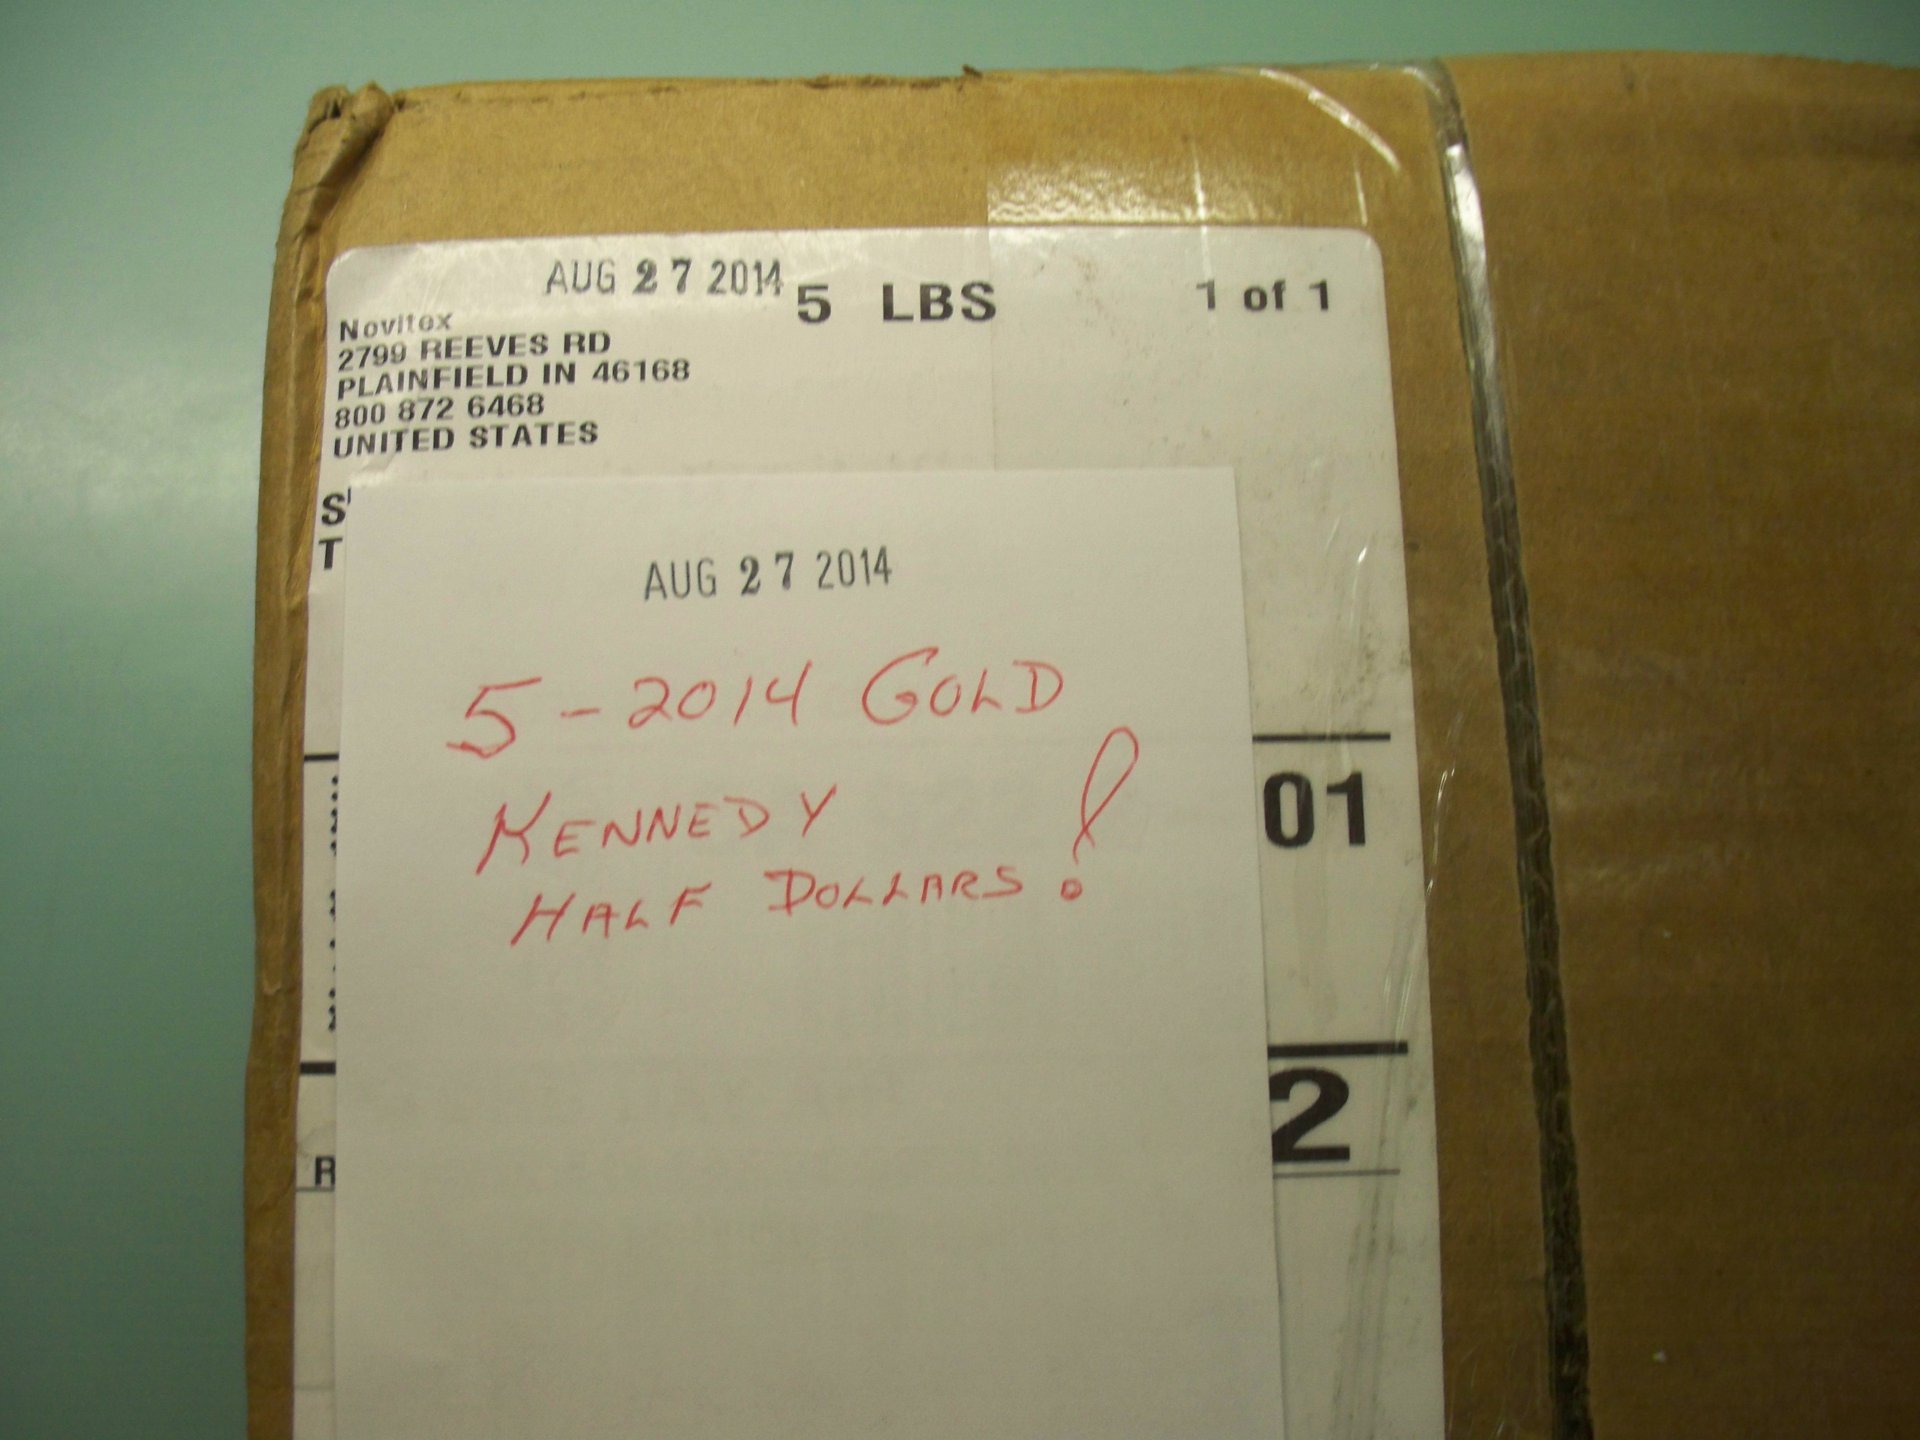 AUG 27 2014
5 LBS
1 of 1
Novitex
2799 REEVES RD
PLAINFIELD IN 46168
800 872 6468
UNITED STATES
S
T
AUG 27 2014
5-2014 GOLD
KENNEDY
HALF DOLLARS!
01
2
R